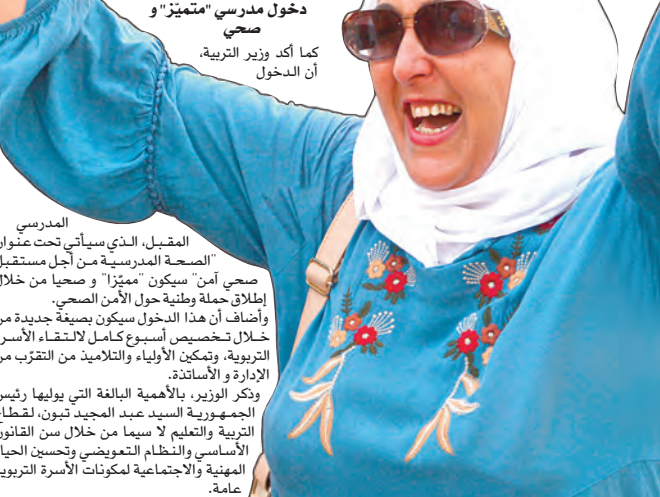 دخول مدرسي "متميّز" و
صحي
كما أكد وزير التربية،
أن الدخول
المدرسي
المقبل، الذي سيأتي تحت عنوان
"الصحة المدرسية من أجل مستقبل
صحي آمن" سيكون "مميّزا" و صحيا من خلال
إطلاق حملة وطنية حول الأمن الصحي.
وأضاف أن هذا الدخول سيكون بصيغة جديدة من
خلال تخصيص أسبوع كامل لالتقاء الأسرة
التربوية، وتمكين الأولياء والتلاميذ من التقرّب من
الإدارة و الأساتذة.
وذكر الوزير، بالأهمية البالغة التي يوليها رئيس
الجمهورية السيد عبد المجيد تبون، لقطاع
التربية والتعليم لا سيما من خلال سن القانون
الأساسي والنظام التعويضي وتحسين الحياة
المهنية والاجتماعية لمكونات الأسرة التربوية
عامة.